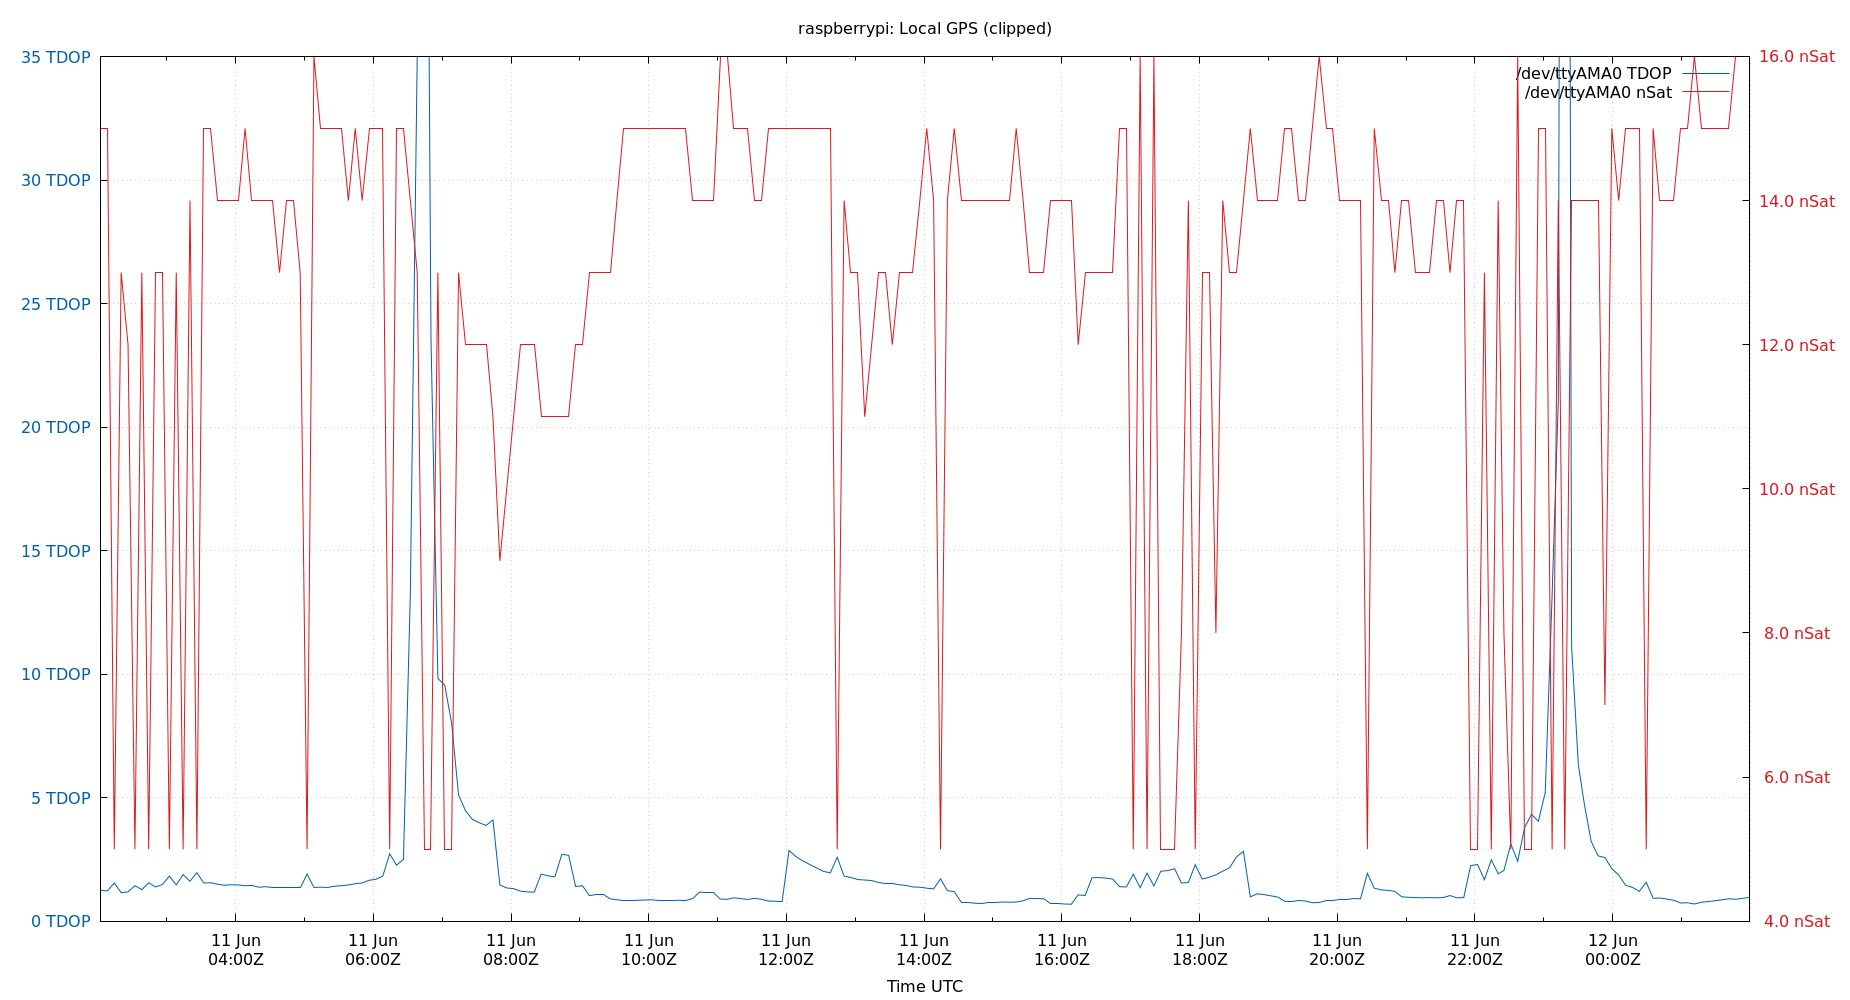 raspberrypi: Local GPS (clipped)
35 TDOP
30 TDOP
25 TDOP
20 TDOP
15 TDOP
10 TDOP
5 TDOP
0 TDOP
/dev/ttyAMA0 TDOP
/dev/ttyAMA0 nSat
16.0 nSat
14.0 nSat
12.0 nSat
10.0 nSat
8.0 nSat
6.0 nSat
4.0 nSat
11 Jun
04:00Z
11 Jun
06:00Z
11 Jun
08:00Z
11 Jun
10:00Z
11 Jun
12:00Z
11 Jun
14:00Z
11 Jun
16:00Z
11 Jun
18:00Z
11 Jun
20:00Z
11 Jun
22:00Z
12 Jun
00:00Z
Time UTC